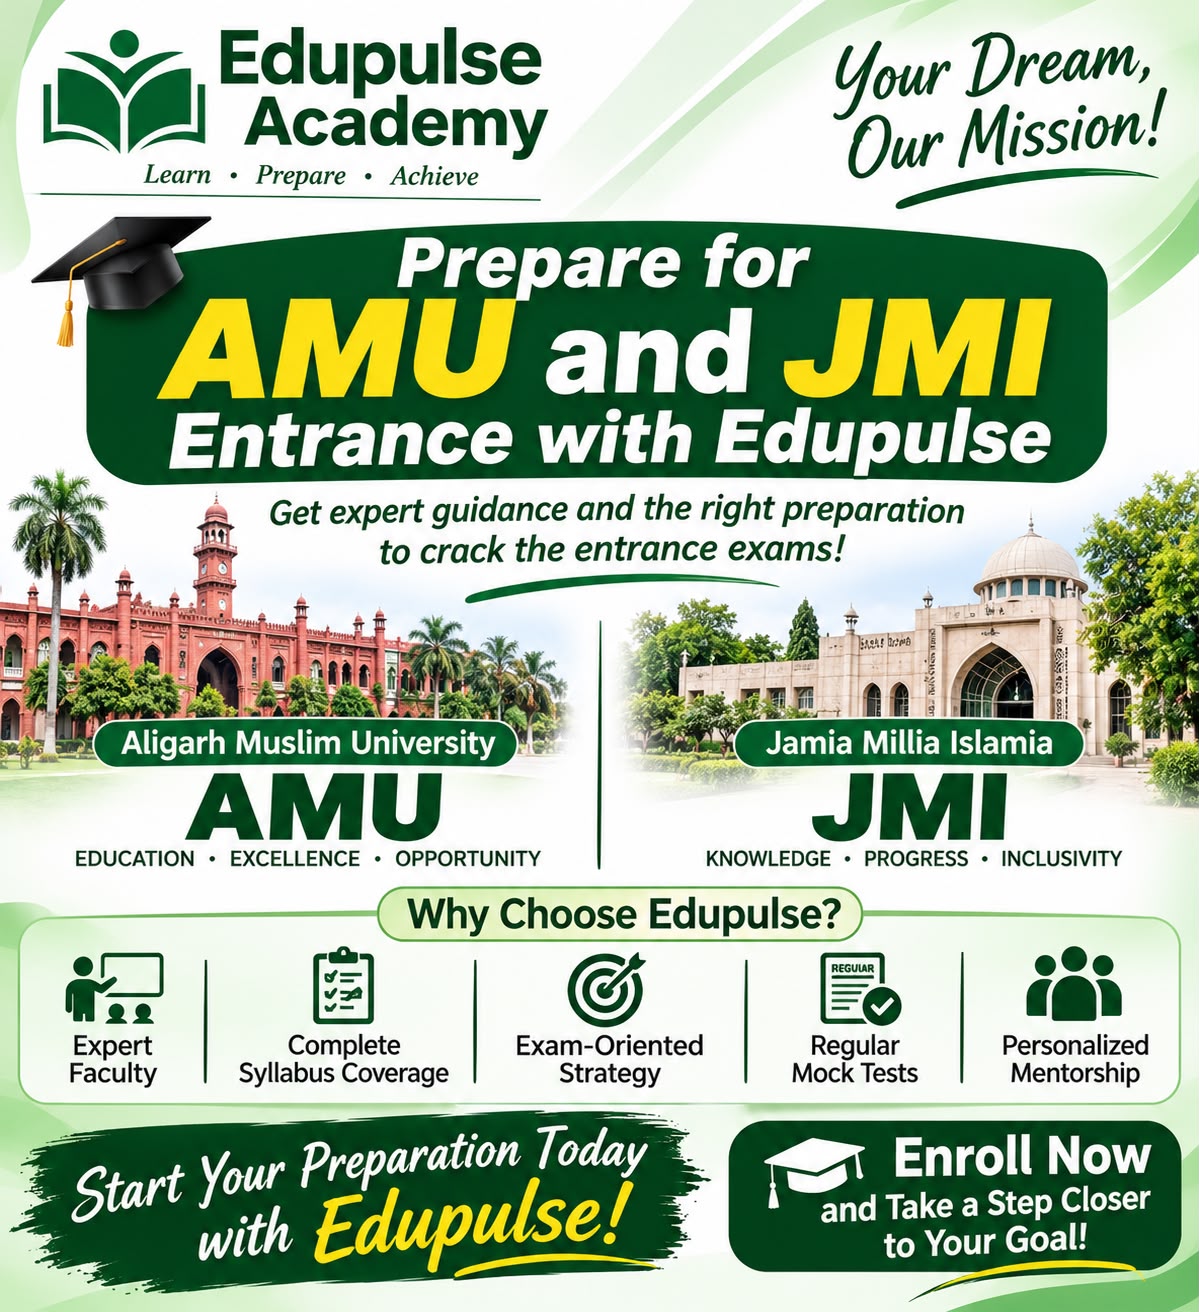 Edupulse
Academy
Learn • Prepare • Achieve
Your Dream,
Our Mission!
Prepare for
AMU and JMI
Entrance with Edupulse
Get expert guidance and the right preparation
to crack the entrance exams!
Aligarh Muslim University
AMU
EDUCATION • EXCELLENCE • OPPORTUNITY
Jamia Millia Islamia
JMI
KNOWLEDGE • PROGRESS • INCLUSIVITY
Why Choose Edupulse?
Expert
Faculty
Complete
Syllabus Coverage
Exam-Oriented
Strategy
REGULAR
Regular
Mock Tests
Personalized
Mentorship
Start Your Preparation Today
with Edupulse!
Enroll Now
and Take a Step Closer
to Your Goal!